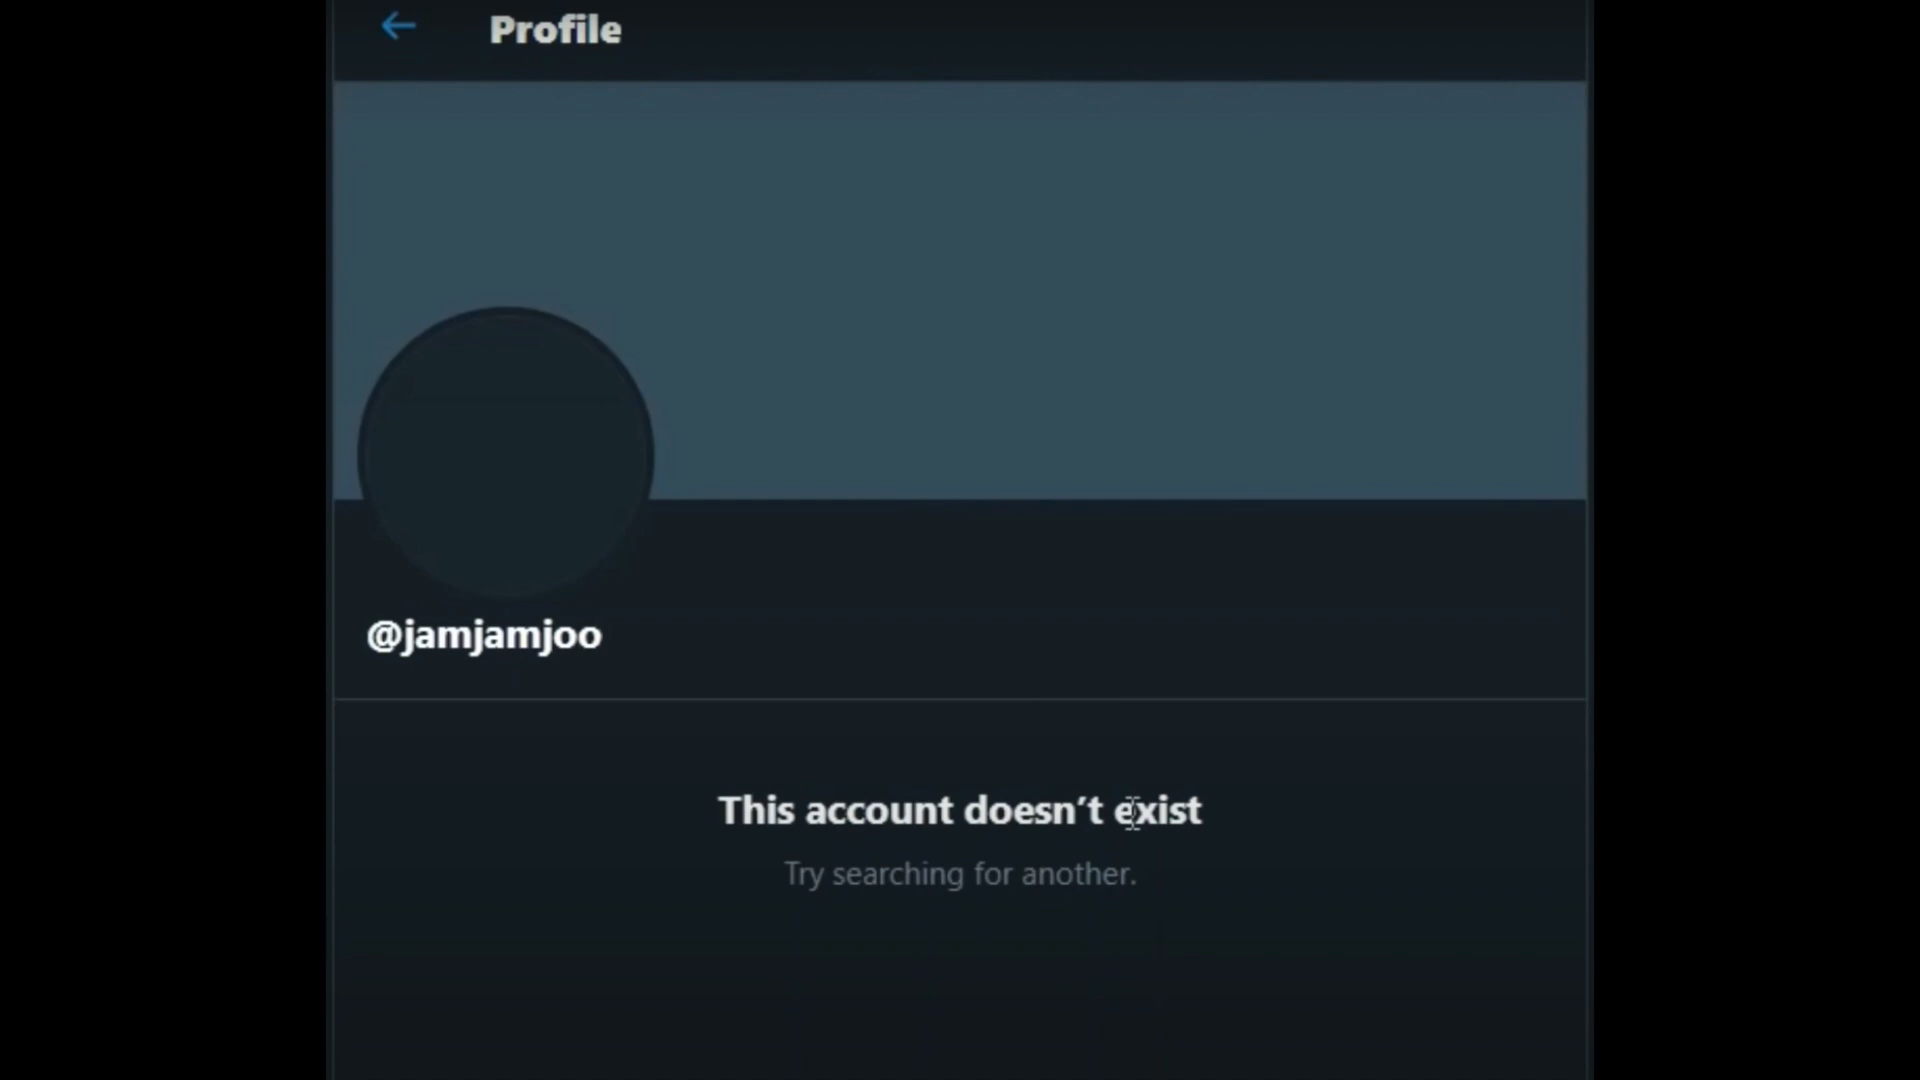 Profile
@jamjamjoo
This account doesn’t exist
Try searching for another.